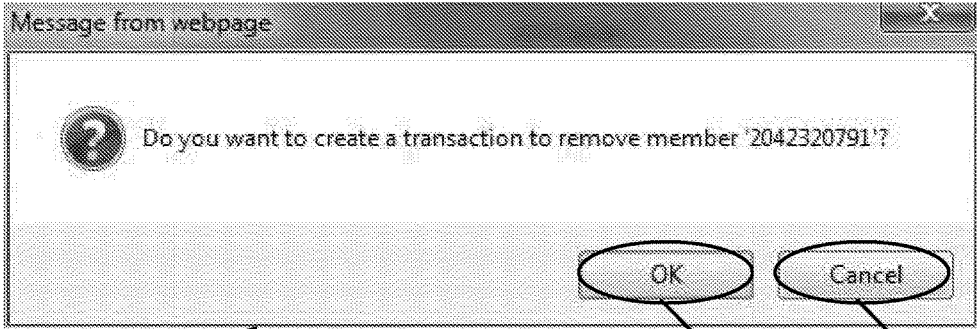 Message from webpage
X
? Do you want to create a transaction to remove member '2042320791'?
OK
Cancel